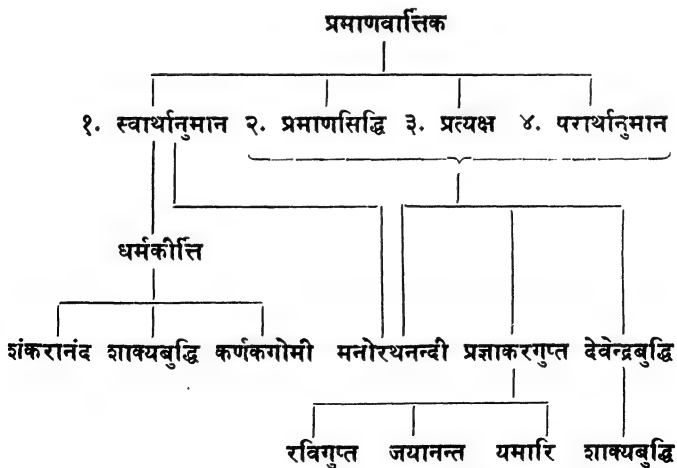 प्रमाणवार्त्तिक
१. स्वार्थानुमान २. प्रमाणसिद्धि ३. प्रत्यक्ष ४. परार्थानुमान
धर्मकीर्त्ति
शंकरानंद शाक्यबुद्धि कर्णकगोमी मनोरथनन्दी प्रज्ञाकरगुप्त देवेन्द्रबुद्धि
रविगुप्त जयानन्त यमारि शाक्यबुद्धि